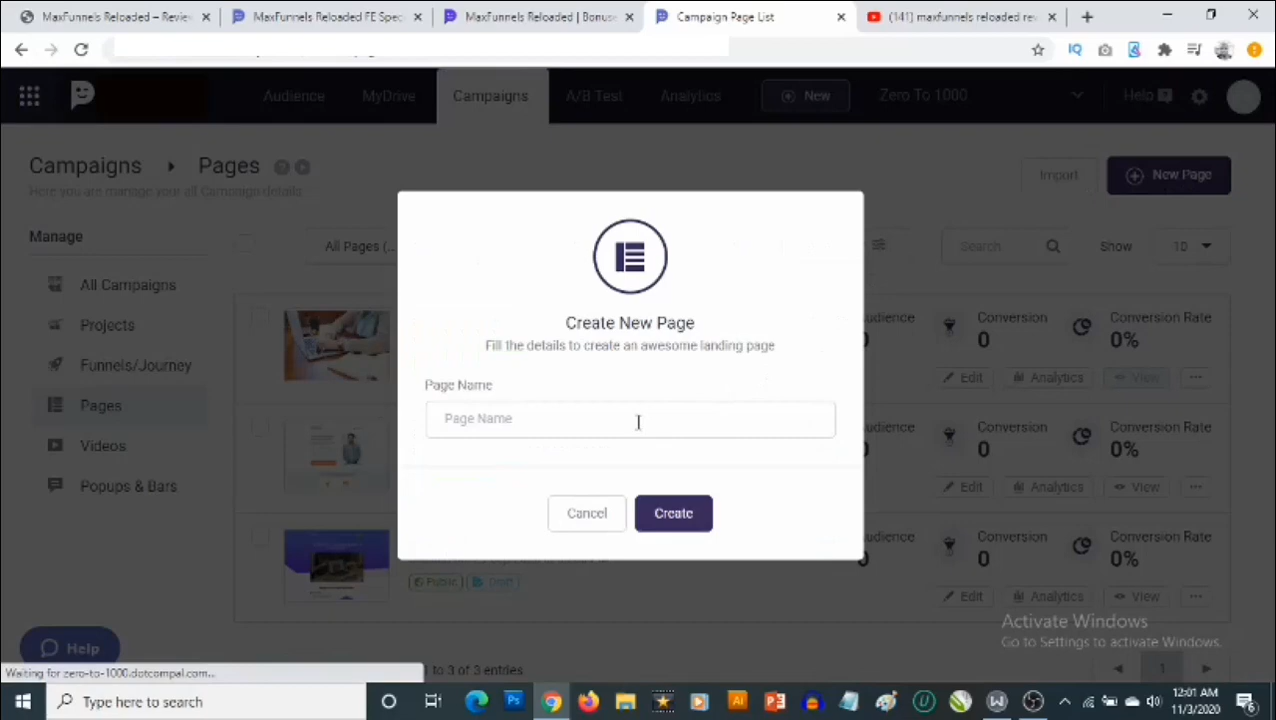 MaxFunnels Reloaded – Review
MaxFunnels Reloaded FE Spec
MaxFunnels Reloaded | Bonuse
Campaign Page List
(141) maxfunnels reloaded rev
Audience
MyDrive
Campaigns
A/B Test
Analytics
New
Zero To 1000
Help
Campaigns
Pages
Here you are manage your all Campaign details
Import
New Page
Manage
All Pages (..
Search
Show
10
All Campaigns
Projects
Funnels/Journey
Pages
Videos
Popups & Bars
Create New Page
Fill the details to create an awesome landing page
Page Name
Page Name
Cancel
Create
udience
Conversion
Conversion Rate
0
0%
Edit
Analytics
View
udience
Conversion
Conversion Rate
0
0%
Edit
Analytics
View
udience
Conversion
Conversion Rate
0
0
0%
Edit
Analytics
View
Public
Draft
Activate Windows
Go to Settings to activate Windows.
Help
Waiting for zero-to-1000.dotcompal.com...
1 to 3 of 3 entries
1
Type here to search
12:01 AM
11/3/2020
6